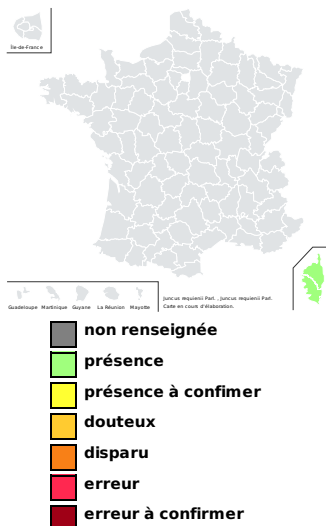 Île-de-France
Guadeloupe Martinique Guyane La Réunion Mayotte
Juncus requienii Parl. , Juncus requienii Parl.
Carte en cours d'élaboration.
non renseignée
présence
présence à confimer
douteux
disparu
erreur
erreur à confirmer